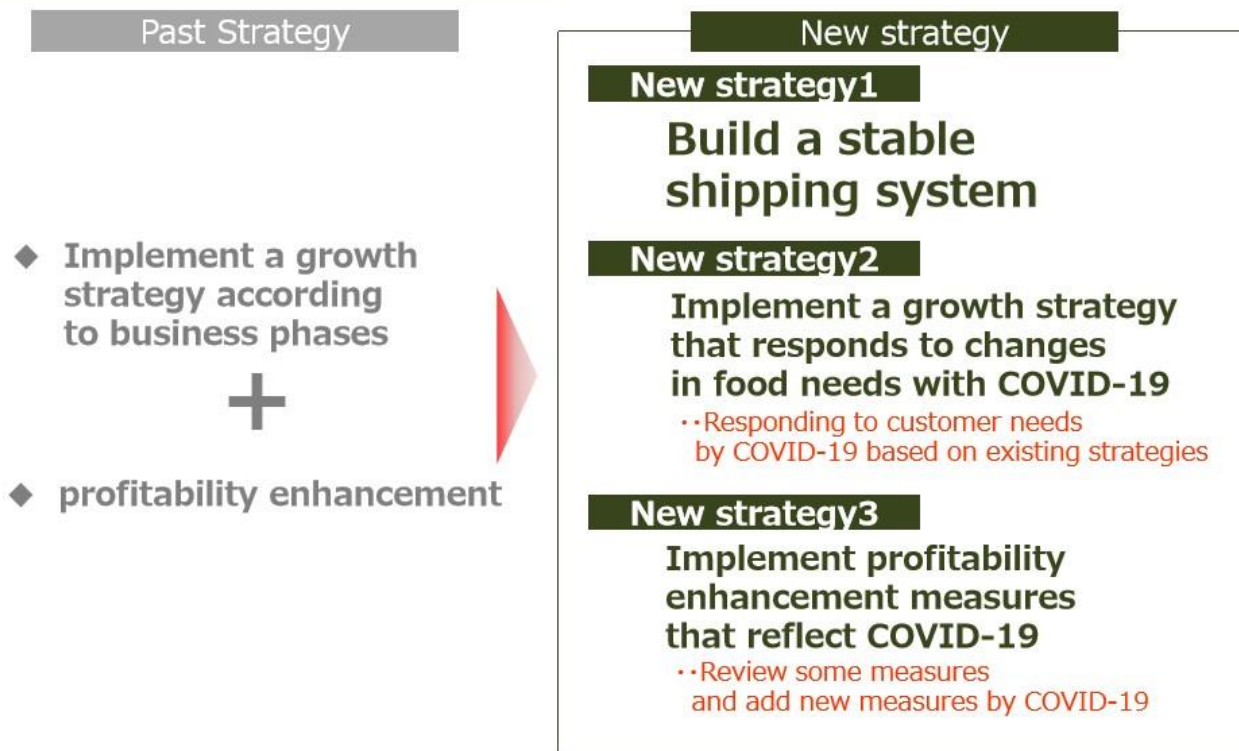 Past Strategy
◆ Implement a growth
strategy according
to business phases
+
◆ profitability enhancement
New strategy
New strategy1
Build a stable
shipping system
New strategy2
Implement a growth strategy
that responds to changes
in food needs with COVID-19
･･Responding to customer needs
by COVID-19 based on existing strategies
New strategy3
Implement profitability
enhancement measures
that reflect COVID-19
･･Review some measures
and add new measures by COVID-19